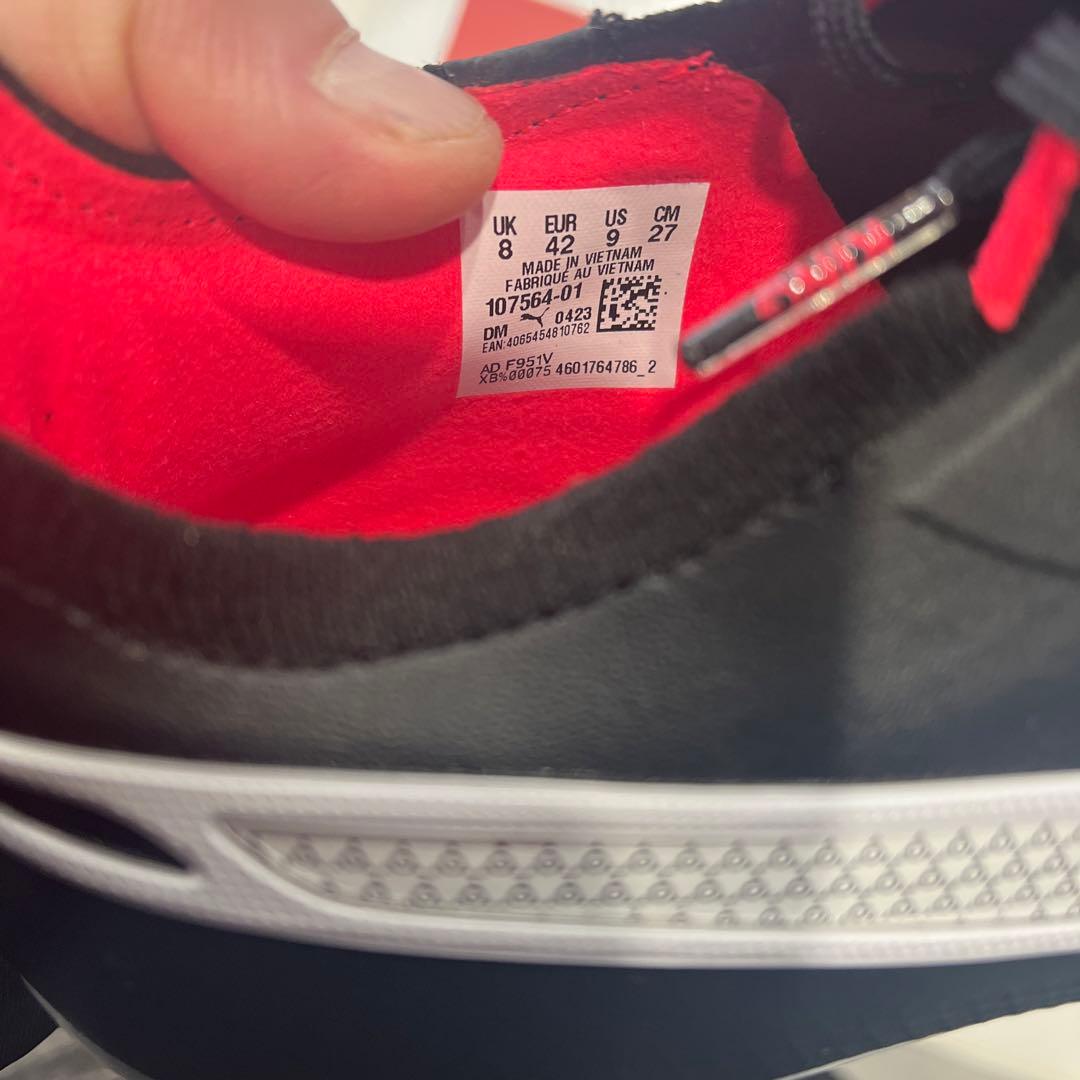 UK EUR US CM
8 42 9 27
MADE IN VIETNAM
FABRIQUÉ AU VIETNAM
107564-01
DM 0423
EAN:4065454810762
AD F951V
XB%00075 4601764786_2